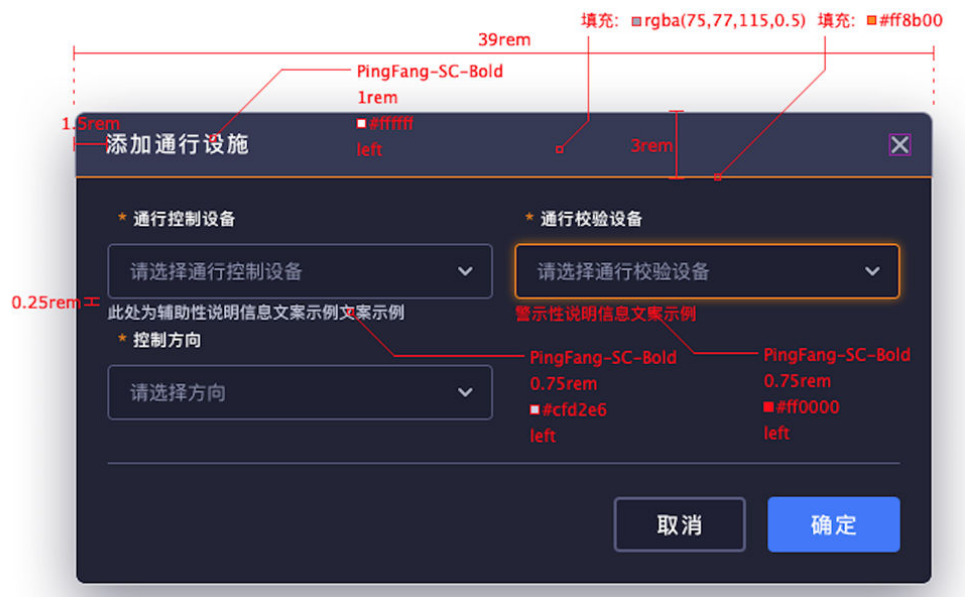 填充: rgba(75,77,115,0.5) 填充: #ff8b00
39rem
PingFang-SC-Bold
1rem
#ffffff
left
1.5rem
添加通行设施
3rem
* 通行控制设备
* 通行校验设备
请选择通行控制设备
请选择通行校验设备
0.25rem
此处为辅助性说明信息文案示例文案示例
警示性说明信息文案示例
* 控制方向
PingFang-SC-Bold
0.75rem
#cfd2e6
left
PingFang-SC-Bold
0.75rem
#ff0000
left
请选择方向
取消
确定